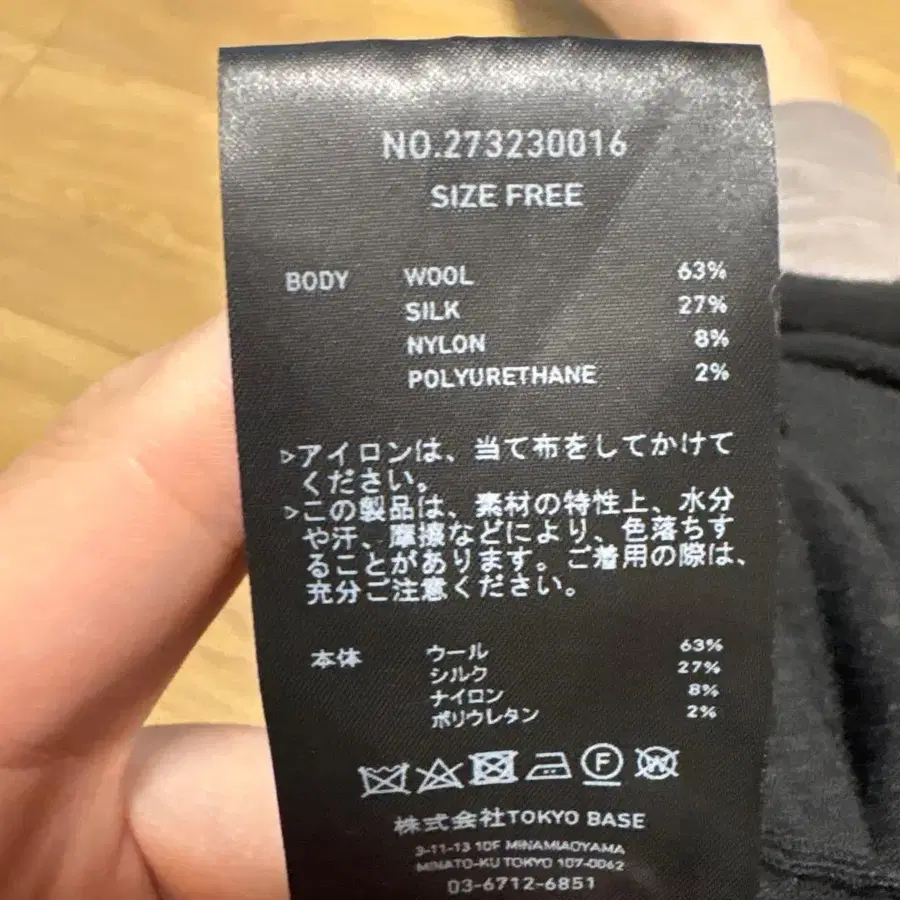 NO.273230016
SIZE FREE
BODY WOOL 63%
SILK 27%
NYLON 8%
POLYURETHANE 2%
▷アイロンは、当て布をしてかけて
ください。
▷この製品は、素材の特性上、水分
や汗、摩擦などにより、色落ちす
ることがあります。ご着用の際は、
充分ご注意ください。
本体 ウール 63%
シルク 27%
ナイロン 8%
ポリウレタン 2%
F W
株式会社TOKYO BASE
3-11-13 10F MINAMIAOYAMA
MINATO-KU TOKYO 107-0062
03-6712-6851